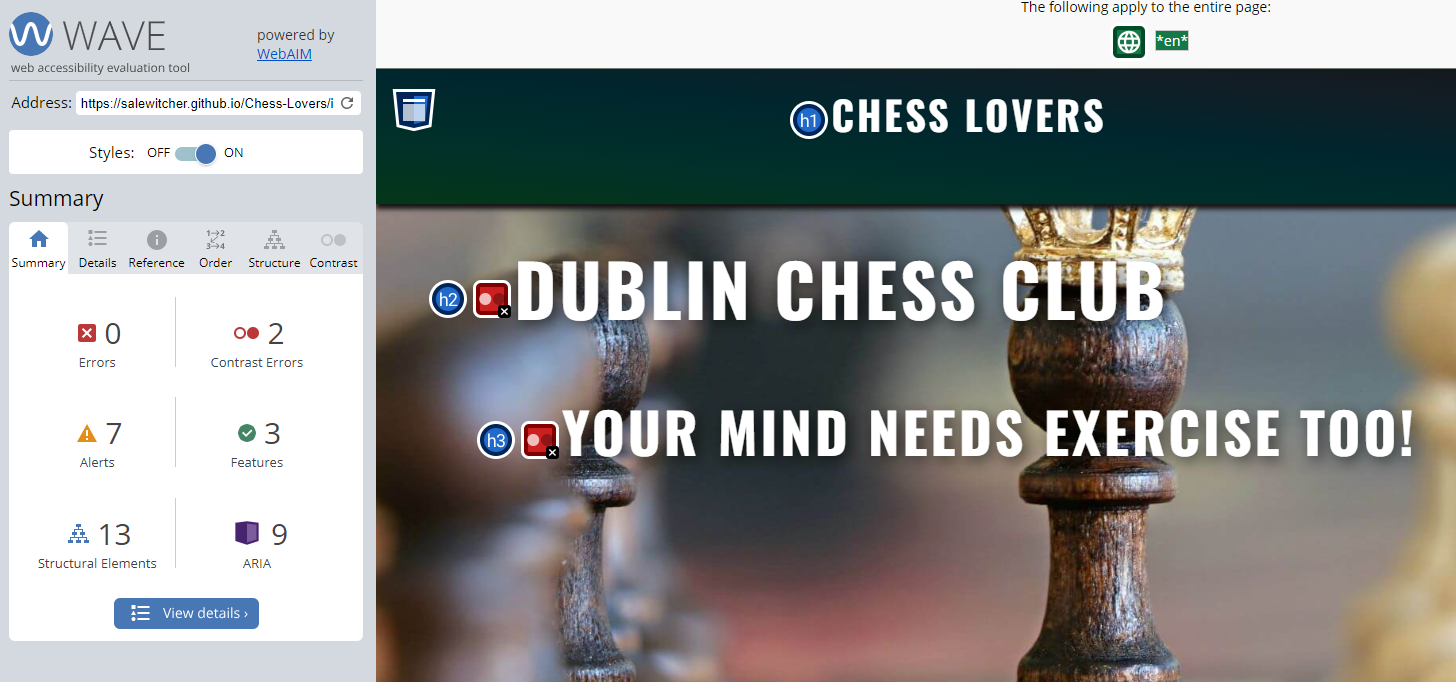 WAVE
powered by
WebAIM
web accessibility evaluation tool
Address: https://salewitcher.github.io/Chess-Lovers/i
Styles: OFF ON
Summary
Summary Details Reference Order Structure Contrast
0 2
Errors Contrast Errors
7 3
Alerts Features
13 9
Structural Elements ARIA
View details ›
The following apply to the entire page:
*en*
h1 CHESS LOVERS
h2 DUBLIN CHESS CLUB
h3 YOUR MIND NEEDS EXERCISE TOO!